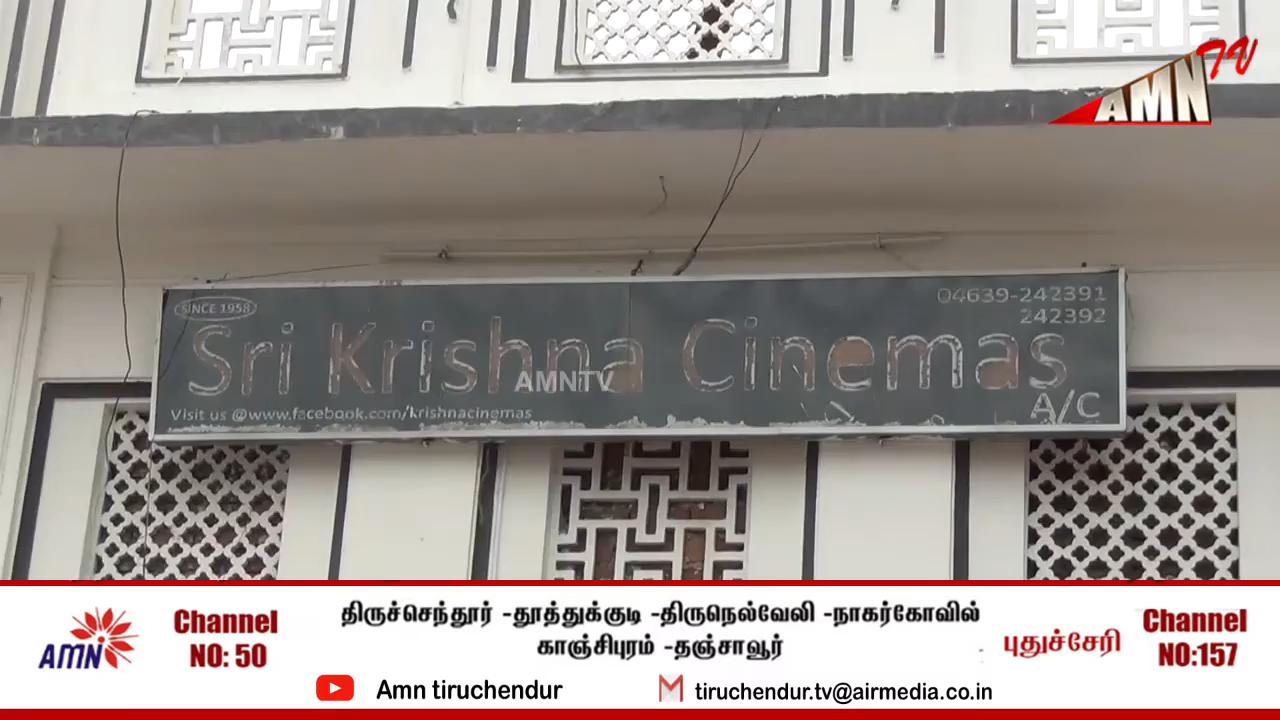 AMN TV
SINCE 1958
04639-242391
242392
Sri Krishna Cinemas
AMNTV
A/C
Visit us @www.facebook.com/krishnacinemas
AMN
Channel
NO: 50
திருச்செந்தூர் -தூத்துக்குடி -திருநெல்வேலி -நாகர்கோவில்
காஞ்சிபுரம் -தஞ்சாவூர்
புதுச்சேரி
Channel
NO:157
Amn tiruchendur
tiruchendur.tv@airmedia.co.in